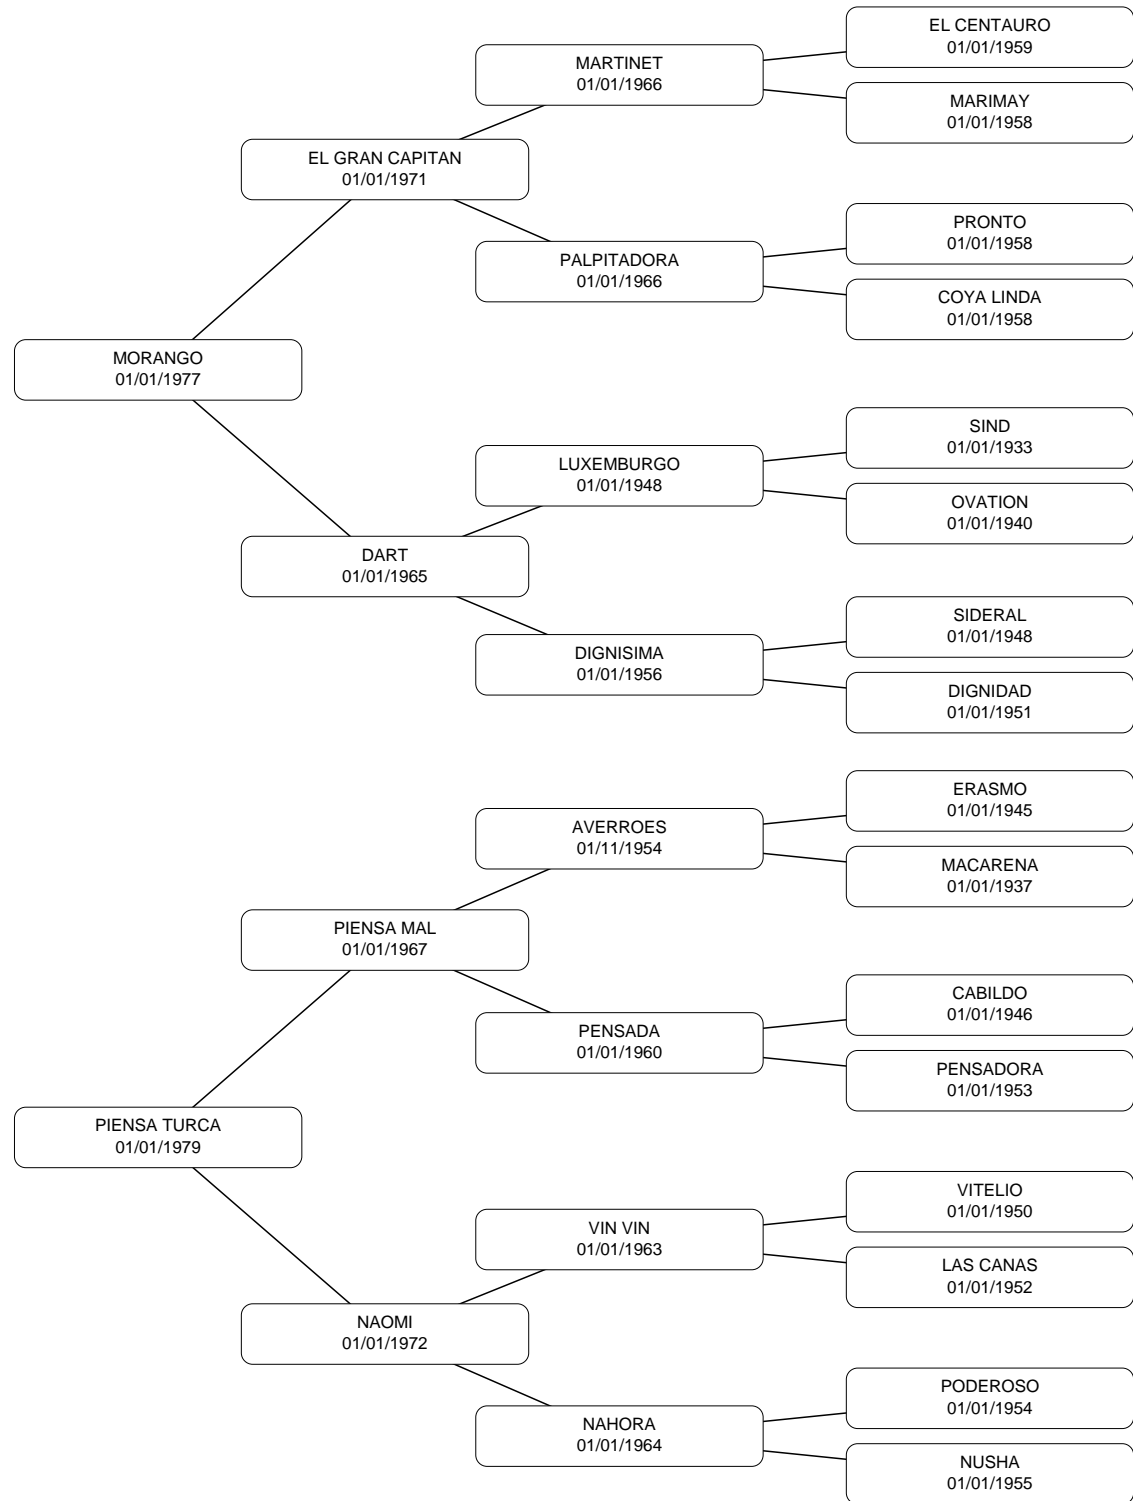 EL CENTAURO
01/01/1959
MARTINET
01/01/1966
MARIMAY
01/01/1958
EL GRAN CAPITAN
01/01/1971
PRONTO
01/01/1958
PALPITADORA
01/01/1966
COYA LINDA
01/01/1958
MORANGO
01/01/1977
SIND
01/01/1933
LUXEMBURGO
01/01/1948
OVATION
01/01/1940
DART
01/01/1965
SIDERAL
01/01/1948
DIGNISIMA
01/01/1956
DIGNIDAD
01/01/1951
ERASMO
01/01/1945
AVERROES
01/11/1954
MACARENA
01/01/1937
PIENSA MAL
01/01/1967
CABILDO
01/01/1946
PENSADA
01/01/1960
PENSADORA
01/01/1953
PIENSA TURCA
01/01/1979
VITELIO
01/01/1950
VIN VIN
01/01/1963
LAS CANAS
01/01/1952
NAOMI
01/01/1972
PODEROSO
01/01/1954
NAHORA
01/01/1964
NUSHA
01/01/1955